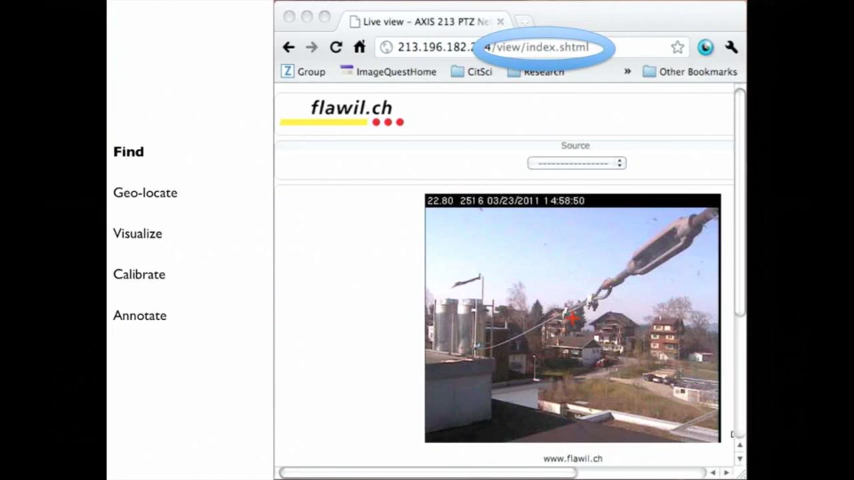 Live view - AXIS 213 PTZ Ne
213.196.182.2 4/view/index.shtml
Group ImageQuestHome CitSci Research » Other Bookmarks
flawil.ch
Find
Geo-locate
Visualize
Calibrate
Annotate
Source
22.80 2516 03/23/2011 14:58:50
www.flawil.ch